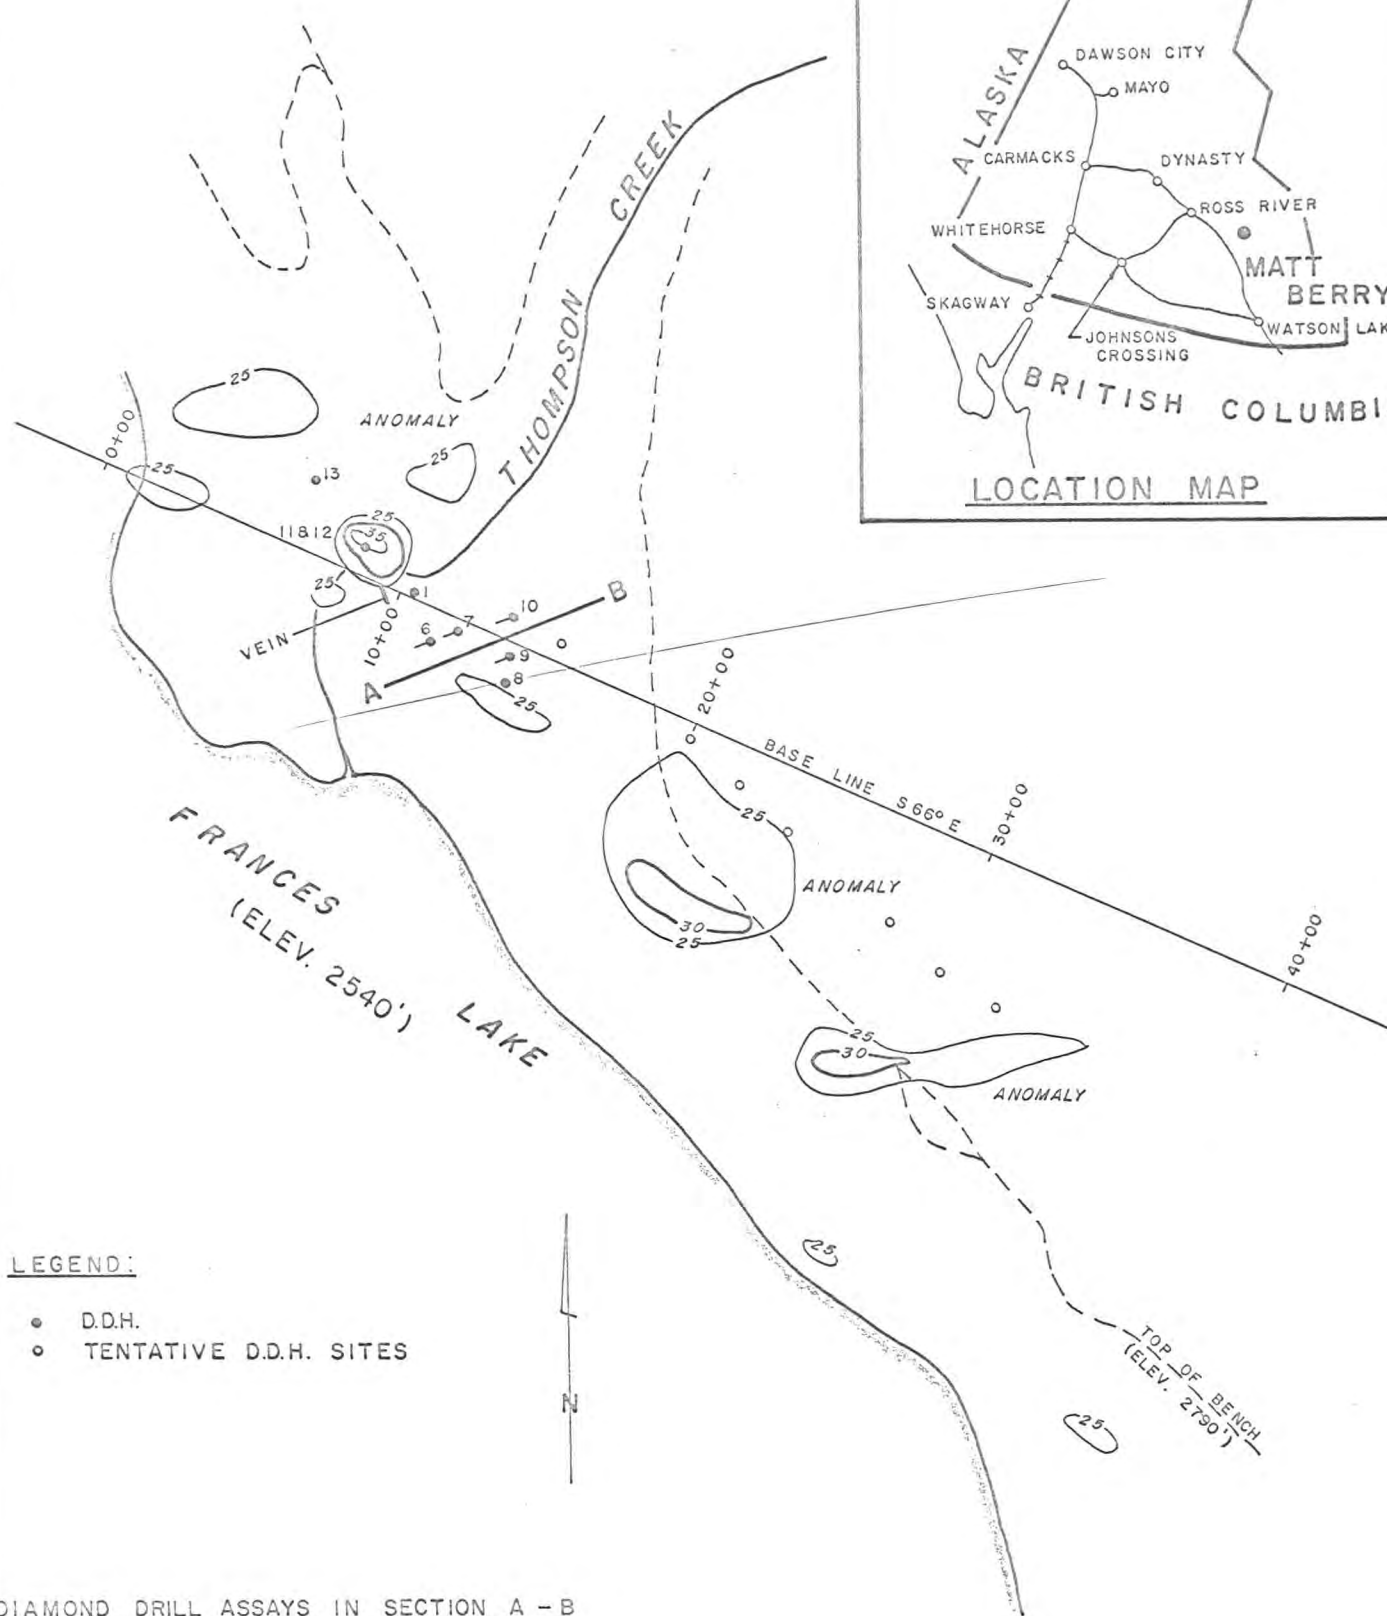 ALASKA
DAWSON CITY
MAYO
CARMACKS
DYNASTY
ROSS RIVER
WHITEHORSE
MATT
BERRY
SKAGWAY
WATSON
JOHNSONS
CROSSING
BRITISH
LOCATION MAP
THOMPSON CREEK
25
ANOMALY
0+00
25
25
13
11&12
25
35
25
1
10
B
VEIN
10+00
6
7
9
8
A
25
20+00
BASE LINE S66° E
30+00
25
ANOMALY
30
25
40+00
FRANCES
(ELEV. 2540')
LAKE
25
30
ANOMALY
25
LEGEND:
D.D.H.
TENTATIVE D.D.H. SITES
N
TOP OF BENCH
(ELEV. 2790')
25
DIAMOND DRILL ASSAYS IN SECTION A - B